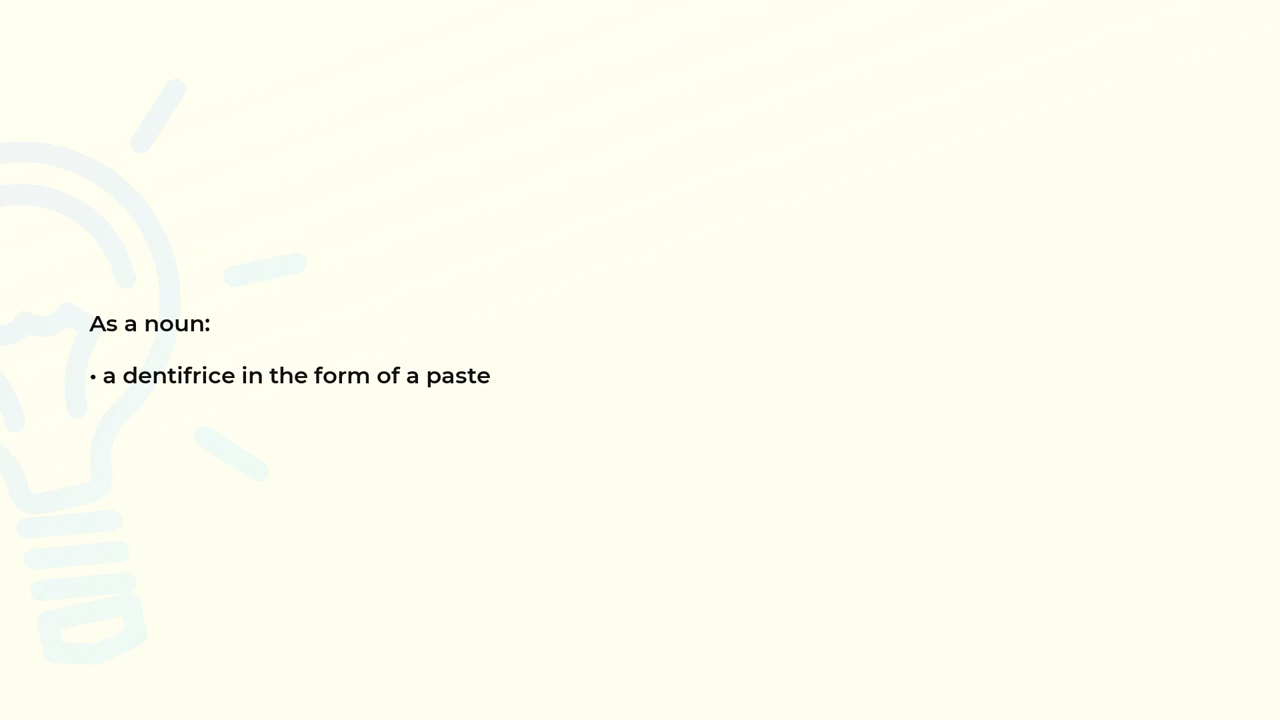 As a noun:
• a dentifrice in the form of a paste